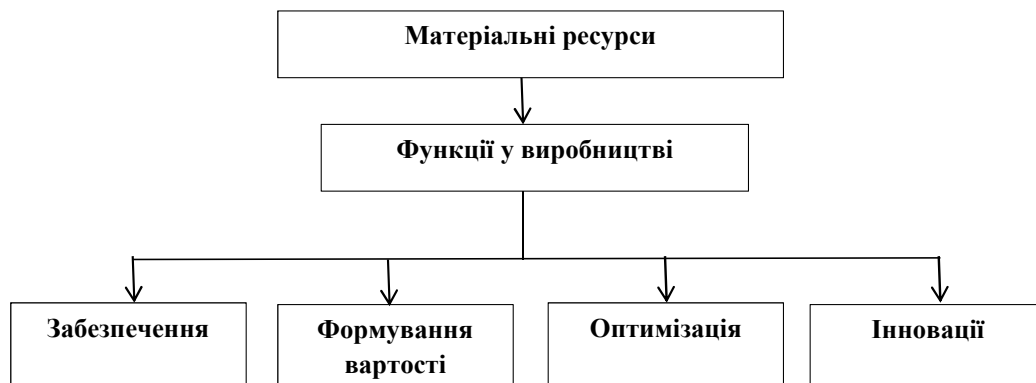 Матеріальні ресурси
Функції у виробництві
Забезпечення
Формування
вартості
Оптимізація
Інновації